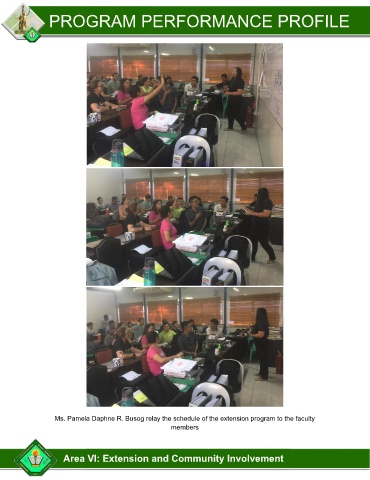 PROGRAM PERFORMANCE PROFILE
Ms. Pamela Daphne R. Busog relay the schedule of the extension program to the faculty
members
Area VI: Extension and Community Involvement